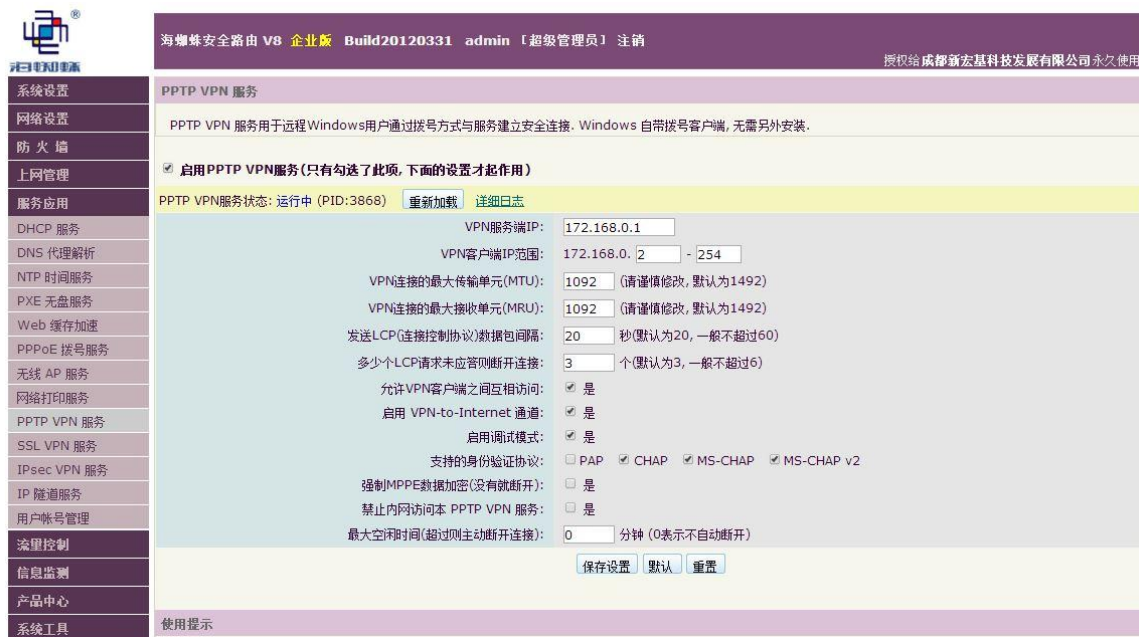 海蜘蛛
海蜘蛛安全路由 V8 企业版 Build20120331 admin [超级管理员] 注销
授权给成都新宏基科技发展有限公司永久使用
系统设置
网络设置
防 火 墙
上网管理
服务应用
DHCP 服务
DNS 代理解析
NTP 时间服务
PXE 无盘服务
Web 缓存加速
PPPoE 拨号服务
无线 AP 服务
网络打印服务
PPTP VPN 服务
SSL VPN 服务
IPsec VPN 服务
IP 隧道服务
用户帐号管理
流量控制
信息监测
产品中心
系统工具
PPTP VPN 服务
PPTP VPN 服务用于远程Windows用户通过拨号方式与服务建立安全连接. Windows 自带拨号客户端, 无需另外安装.
启用PPTP VPN服务(只有勾选了此项, 下面的设置才起作用)
PPTP VPN服务状态: 运行中 (PID:3868) 重新加载 详细日志
VPN服务端IP: 172.168.0.1
VPN客户端IP范围: 172.168.0. 2 - 254
VPN连接的最大传输单元(MTU): 1092 (请谨慎修改, 默认为1492)
VPN连接的最大接收单元(MRU): 1092 (请谨慎修改, 默认为1492)
发送LCP(连接控制协议)数据包间隔: 20 秒(默认为20, 一般不超过60)
多少个LCP请求未应答则断开连接: 3 个(默认为3, 一般不超过6)
允许VPN客户端之间互相访问: 是
启用 VPN-to-Internet 通道: 是
启用调试模式: 是
支持的身份验证协议: PAP CHAP MS-CHAP MS-CHAP v2
强制MPPE数据加密(没有就断开): 是
禁止内网访问本 PPTP VPN 服务: 是
最大空闲时间(超过则主动断开连接): 0 分钟 (0表示不自动断开)
保存设置 默认 重置
使用提示